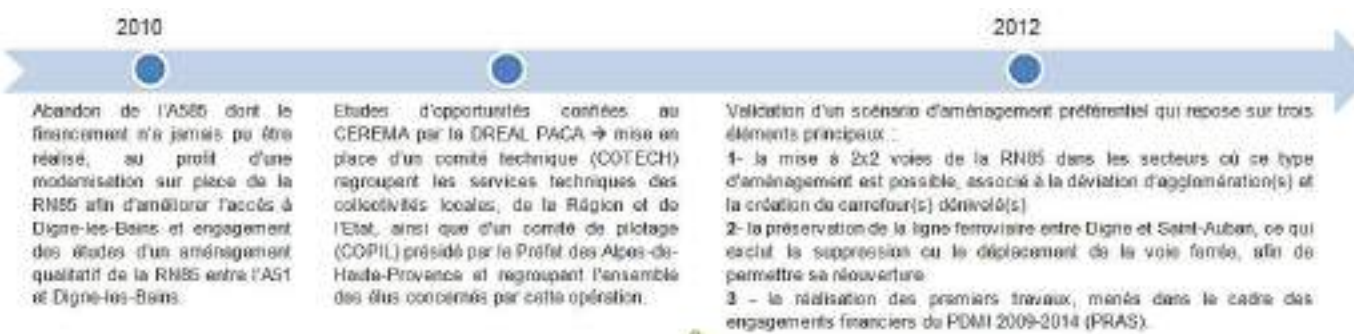 2010
2012
Abandon de l'A585 dont le
financement n'a jamais pu être
réalisé, au profit d'une
modernisation sur place de la
RN85 afin d'améliorer l'accès à
Digne-les-Bains et engagement
des études d'un aménagement
qualitatif de la RN85 entre l'A51
et Digne-les-Bains.
Etudes d'opportunités confiées au
CEREMA par la DREAL PACA → mise en
place d'un comité technique (COTECH)
regroupant les services techniques des
collectivités locales, de la Région et de
l'Etat, ainsi que d'un comité de pilotage
(COPIL) présidé par le Préfet des Alpes-de-
Haute-Provence et regroupant l'ensemble
des élus concernés par cette opération.
Validation d'un scénario d'aménagement préférentiel qui repose sur trois
éléments principaux :
1- la mise à 2x2 voies de la RN85 dans les secteurs où ce type
d'aménagement est possible, associé à la déviation d'agglomération(s) et
la création de carrefour(s) dénivelé(s)
2- la préservation de la ligne ferroviaire entre Digne et Saint-Auban, ce qui
exclut la suppression ou le déplacement de la voie ferrée, afin de
permettre sa réouverture
3 - la réalisation des premiers travaux, menés dans le cadre des
engagements financiers du PDMI 2009-2014 (PRAS).